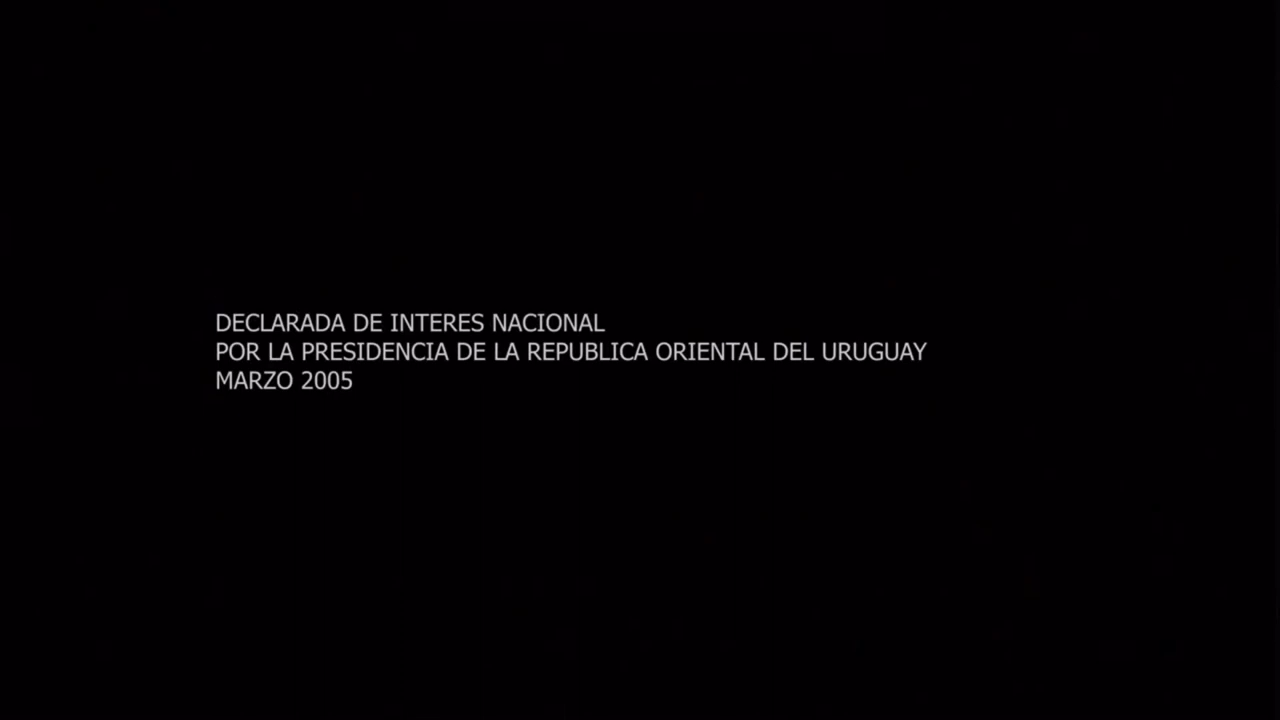 DECLARADA DE INTERES NACIONAL
POR LA PRESIDENCIA DE LA REPUBLICA ORIENTAL DEL URUGUAY
MARZO 2005